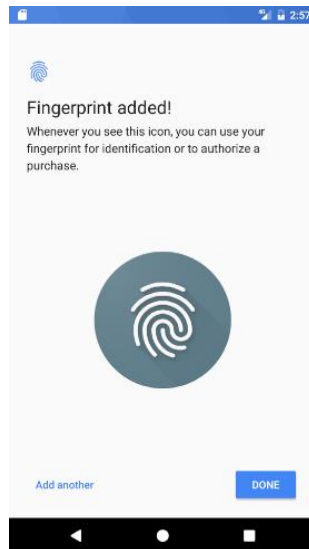 2:57
Fingerprint added!
Whenever you see this icon, you can use your
fingerprint for identification or to authorize a
purchase.
Add another
DONE